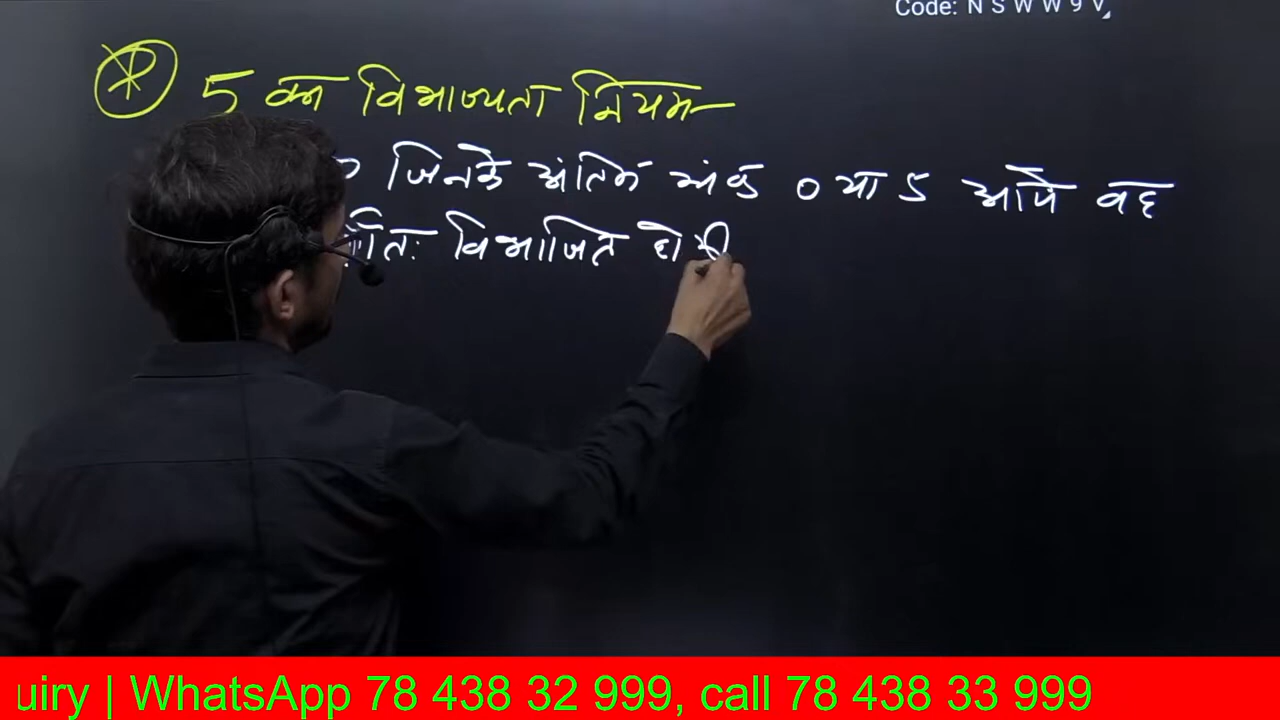 Code: N S W W 9 V
5 का विभाज्यता नियम
जिनके अंतिम अंक 0 या 5 आये वह
विभाजित होगी
uiry | WhatsApp 78 438 32 999, call 78 438 33 999